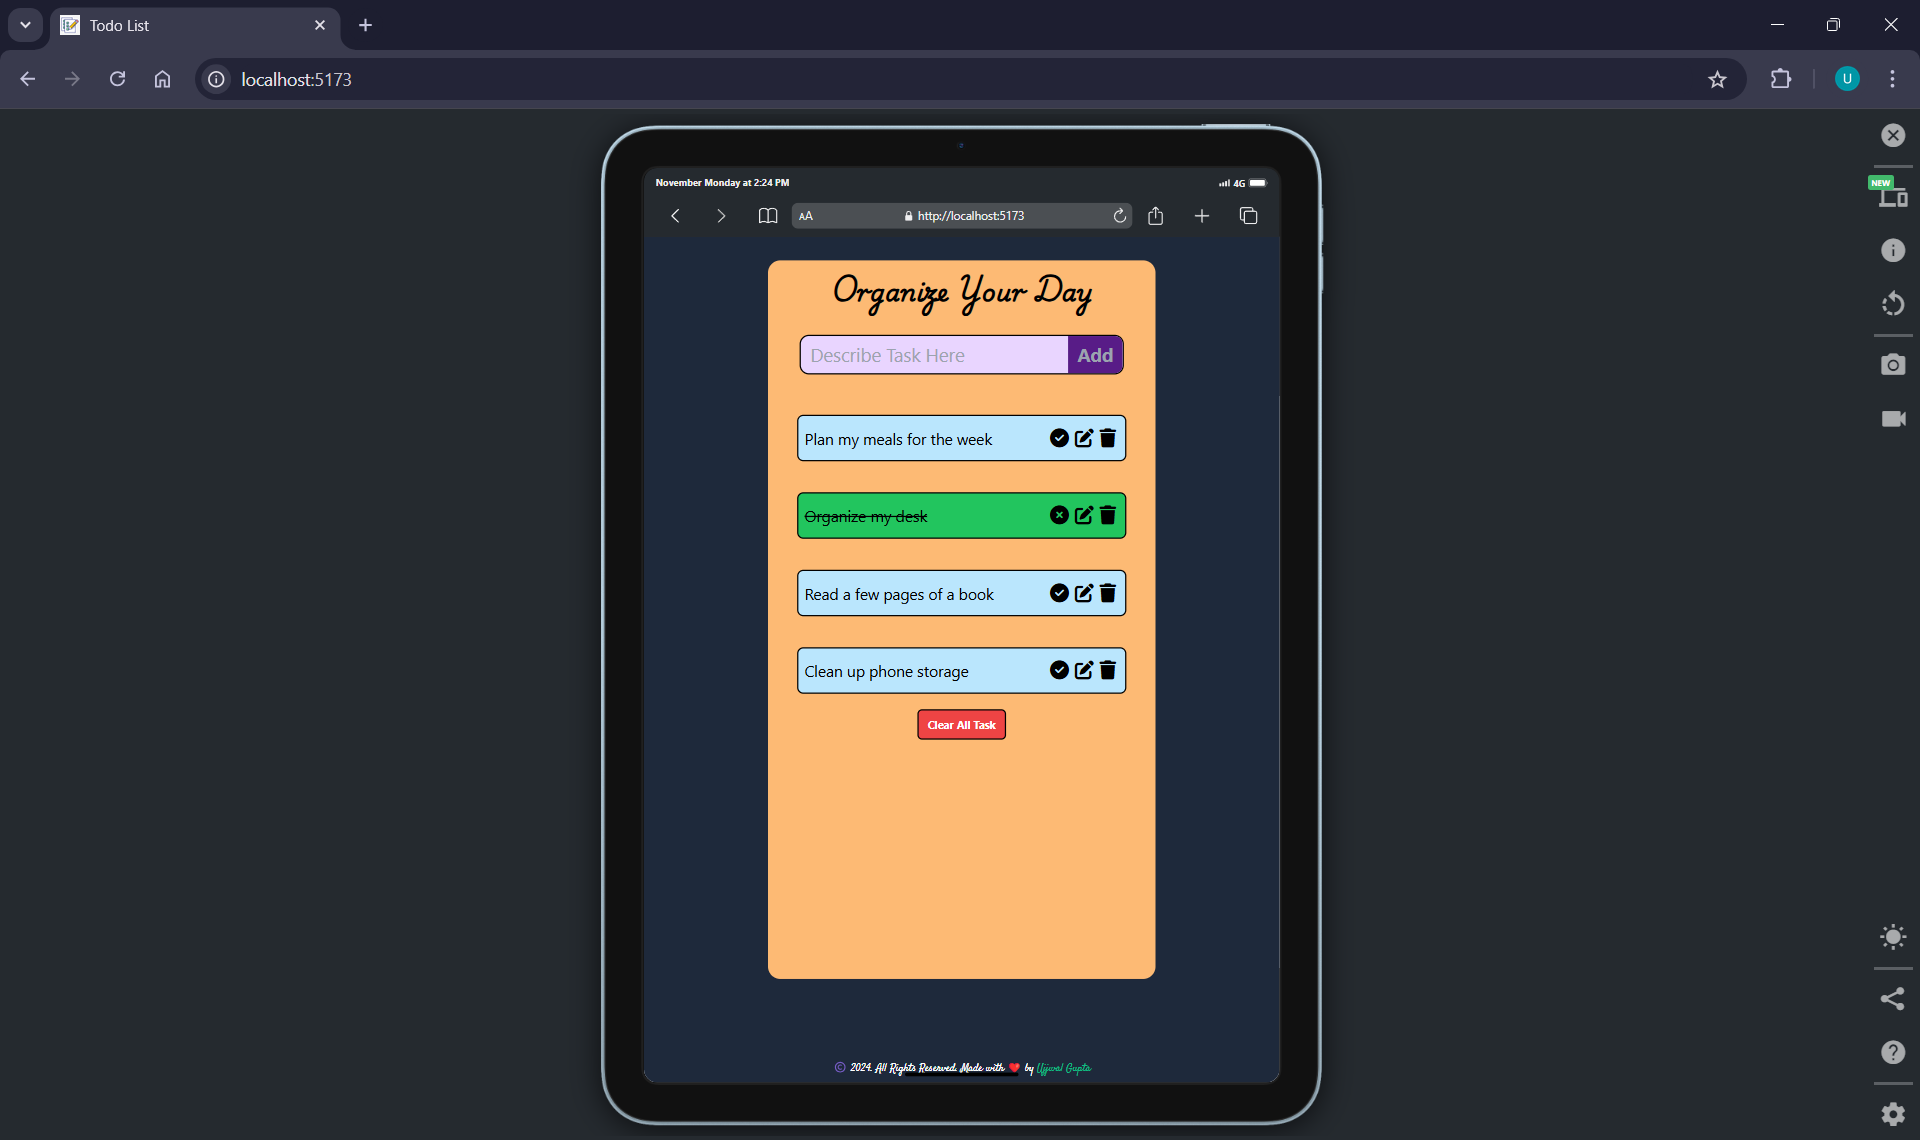 Todo List
localhost:5173
U
November Monday at 2:24 PM
4G
AA
http://localhost:5173
NEW
Organize Your Day
Describe Task Here
Add
Plan my meals for the week
Organize my desk
Read a few pages of a book
Clean up phone storage
Clear All Task
© 2024. All Rights Reserved. Made with ❤️ by Ujjwal Gupta